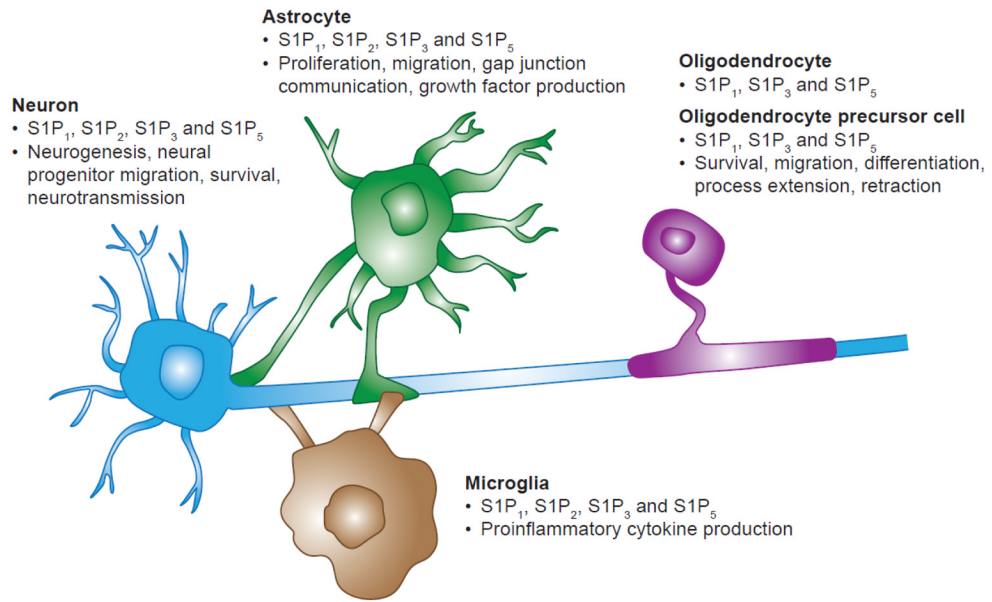 Astrocyte
• S1P₁, S1P₂, S1P₃ and S1P₅
• Proliferation, migration, gap junction
communication, growth factor production
Oligodendrocyte
• S1P₁, S1P₃ and S1P₅
Oligodendrocyte precursor cell
• S1P₁, S1P₃ and S1P₅
• Survival, migration, differentiation,
process extension, retraction
Neuron
• S1P₁, S1P₂, S1P₃ and S1P₅
• Neurogenesis, neural
progenitor migration, survival,
neurotransmission
Microglia
• S1P₁, S1P₂, S1P₃ and S1P₅
• Proinflammatory cytokine production